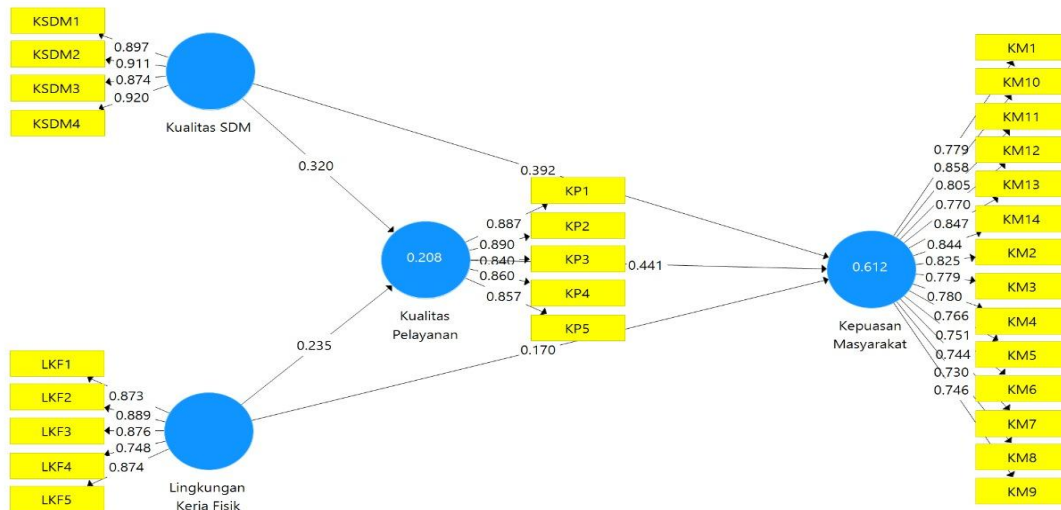 KSDM1
KSDM2
KSDM3
KSDM4
0.897
0.911
0.874
0.920
Kualitas SDM
0.320
0.392
KP1
KP2
KP3
KP4
KP5
0.887
0.890
0.840
0.860
0.857
0.208
Kualitas
Pelayanan
0.441
0.235
0.170
LKF1
LKF2
LKF3
LKF4
LKF5
0.873
0.889
0.876
0.748
0.874
Lingkungan
Kerja Fisik
0.612
Kepuasan
Masyarakat
0.779
0.858
0.805
0.770
0.847
0.844
0.825
0.779
0.780
0.766
0.751
0.744
0.730
0.746
KM1
KM10
KM11
KM12
KM13
KM14
KM2
KM3
KM4
KM5
KM6
KM7
KM8
KM9